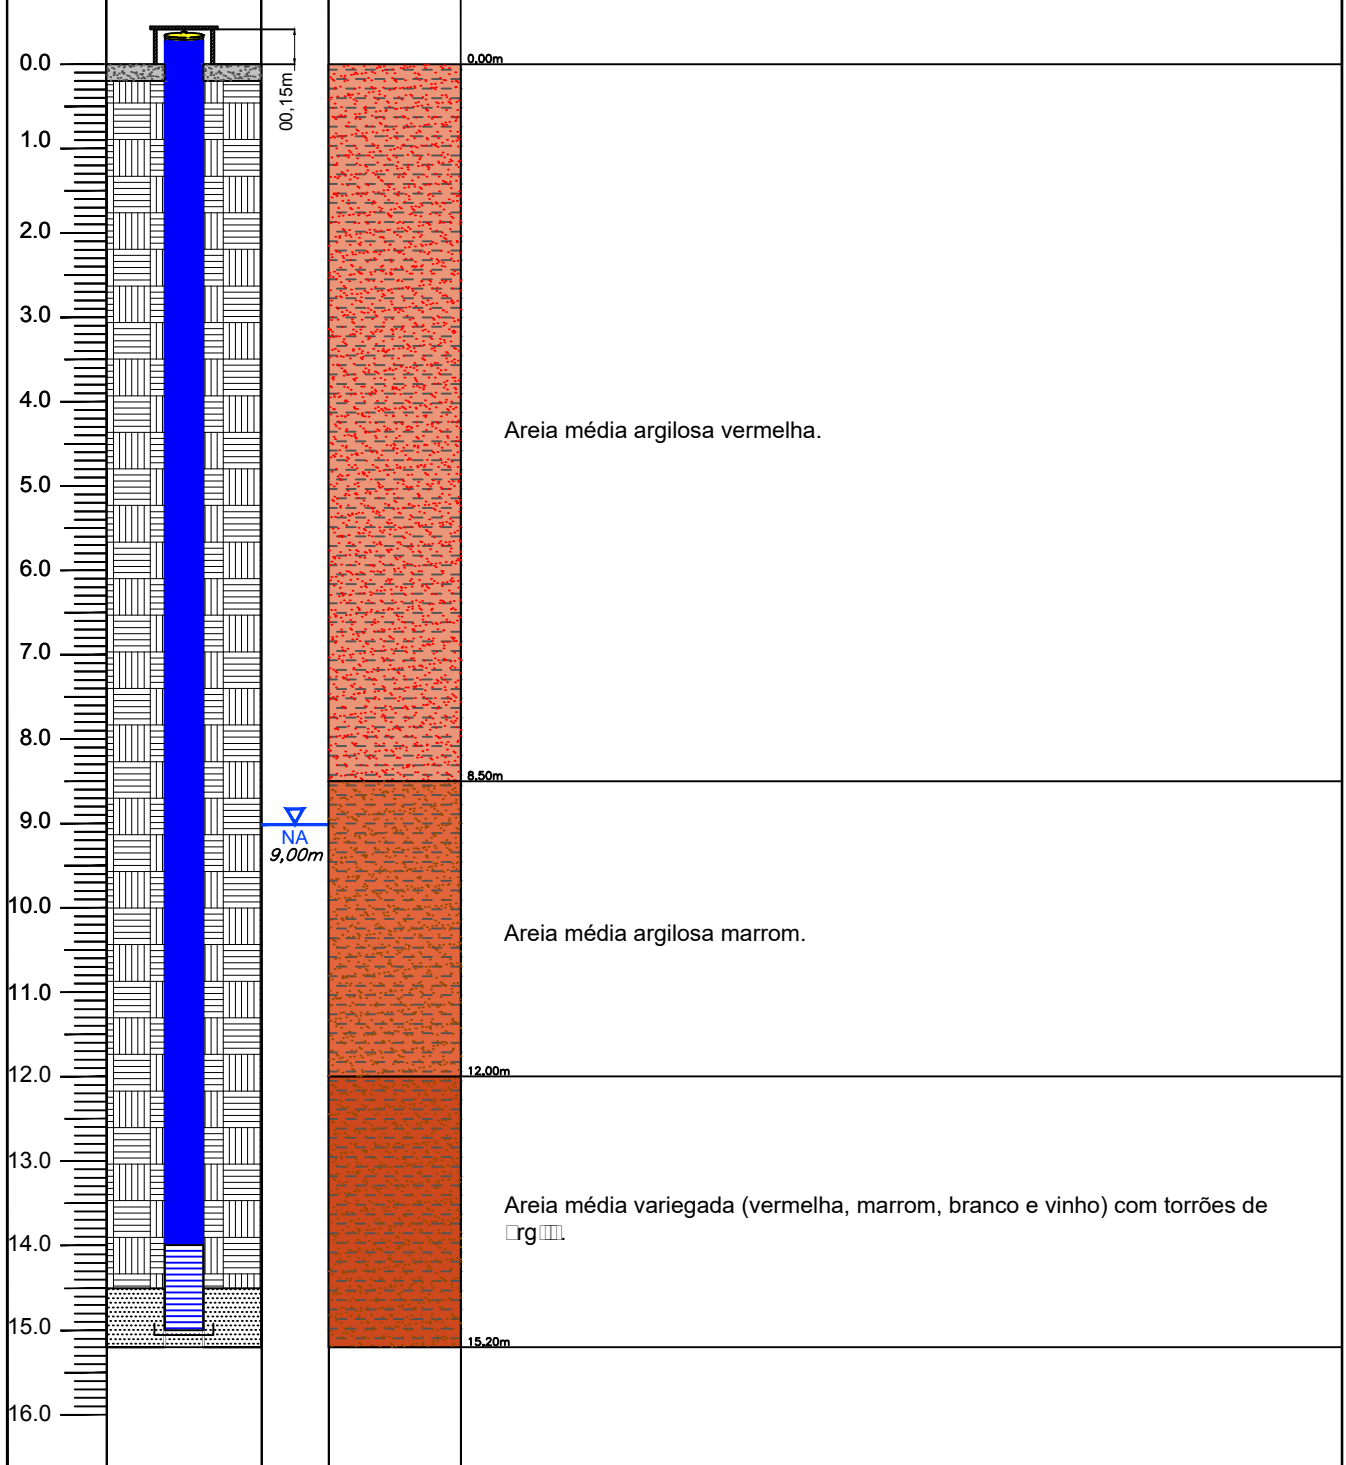 0.0
0.00m
00,15m
1.0
2.0
3.0
4.0
Areia média argilosa vermelha.
5.0
6.0
7.0
8.0
8.50m
9.0
NA
9,00m
10.0
Areia média argilosa marrom.
11.0
12.0
12.00m
13.0
Areia média variegada (vermelha, marrom, branco e vinho) com torrões de
14.0
15.0
15.20m
16.0